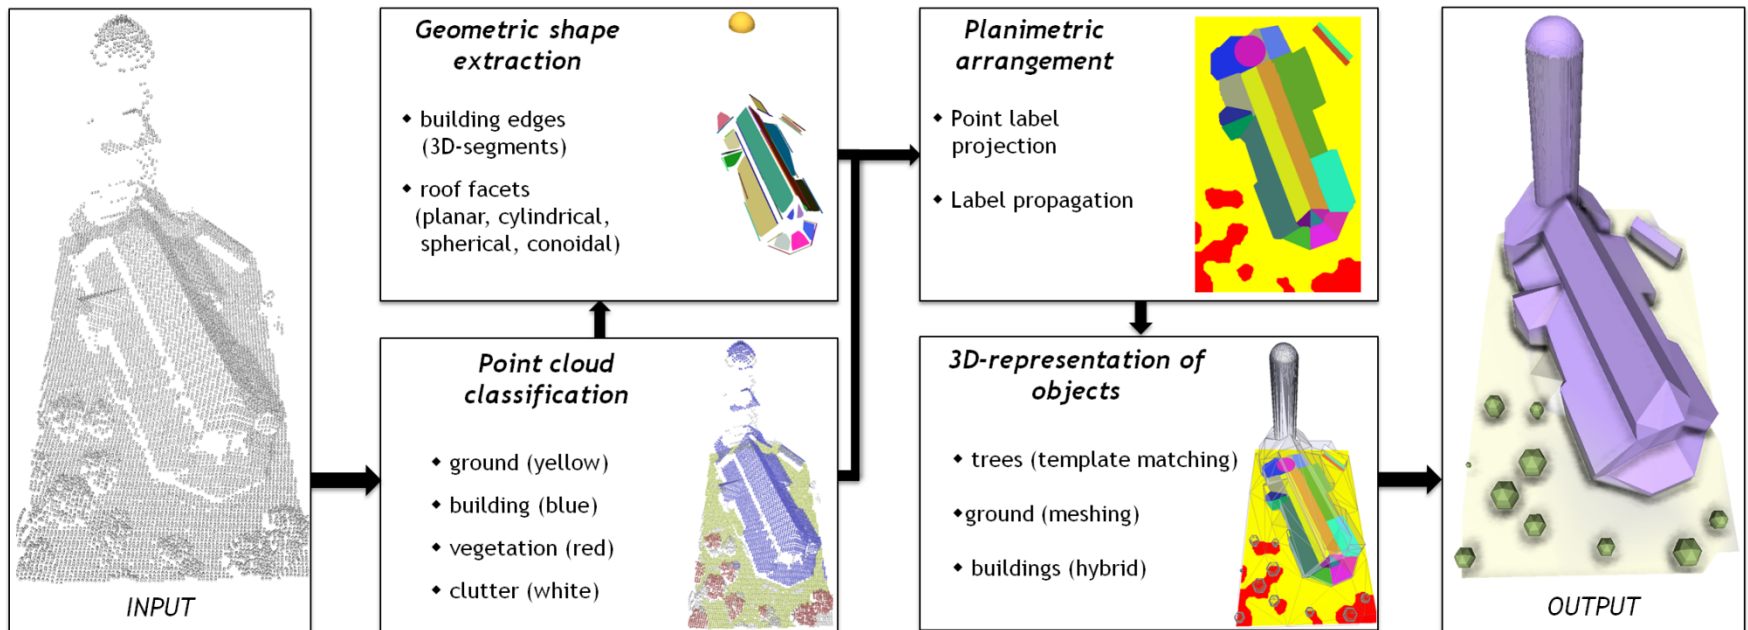 INPUT
Geometric shape
extraction
◆ building edges
(3D-segments)
◆ roof facets
(planar, cylindrical,
spherical, conoidal)
Point cloud
classification
◆ ground (yellow)
◆ building (blue)
◆ vegetation (red)
◆ clutter (white)
Planimetric
arrangement
◆ Point label
projection
◆ Label propagation
3D-representation of
objects
◆ trees (template matching)
◆ground (meshing)
◆ buildings (hybrid)
OUTPUT